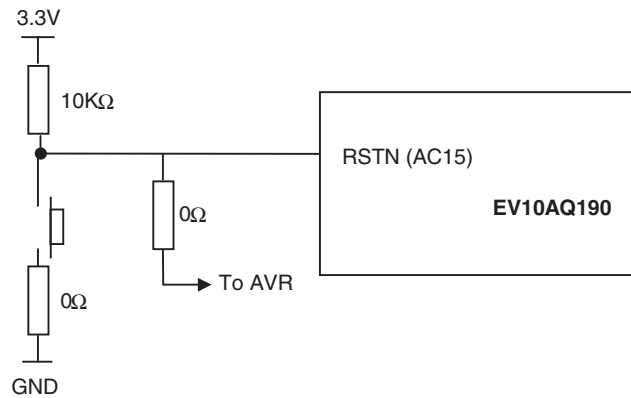 3.3V
10KΩ
RSTN (AC15)
EV10AQ190
0Ω
To AVR
0Ω
GND